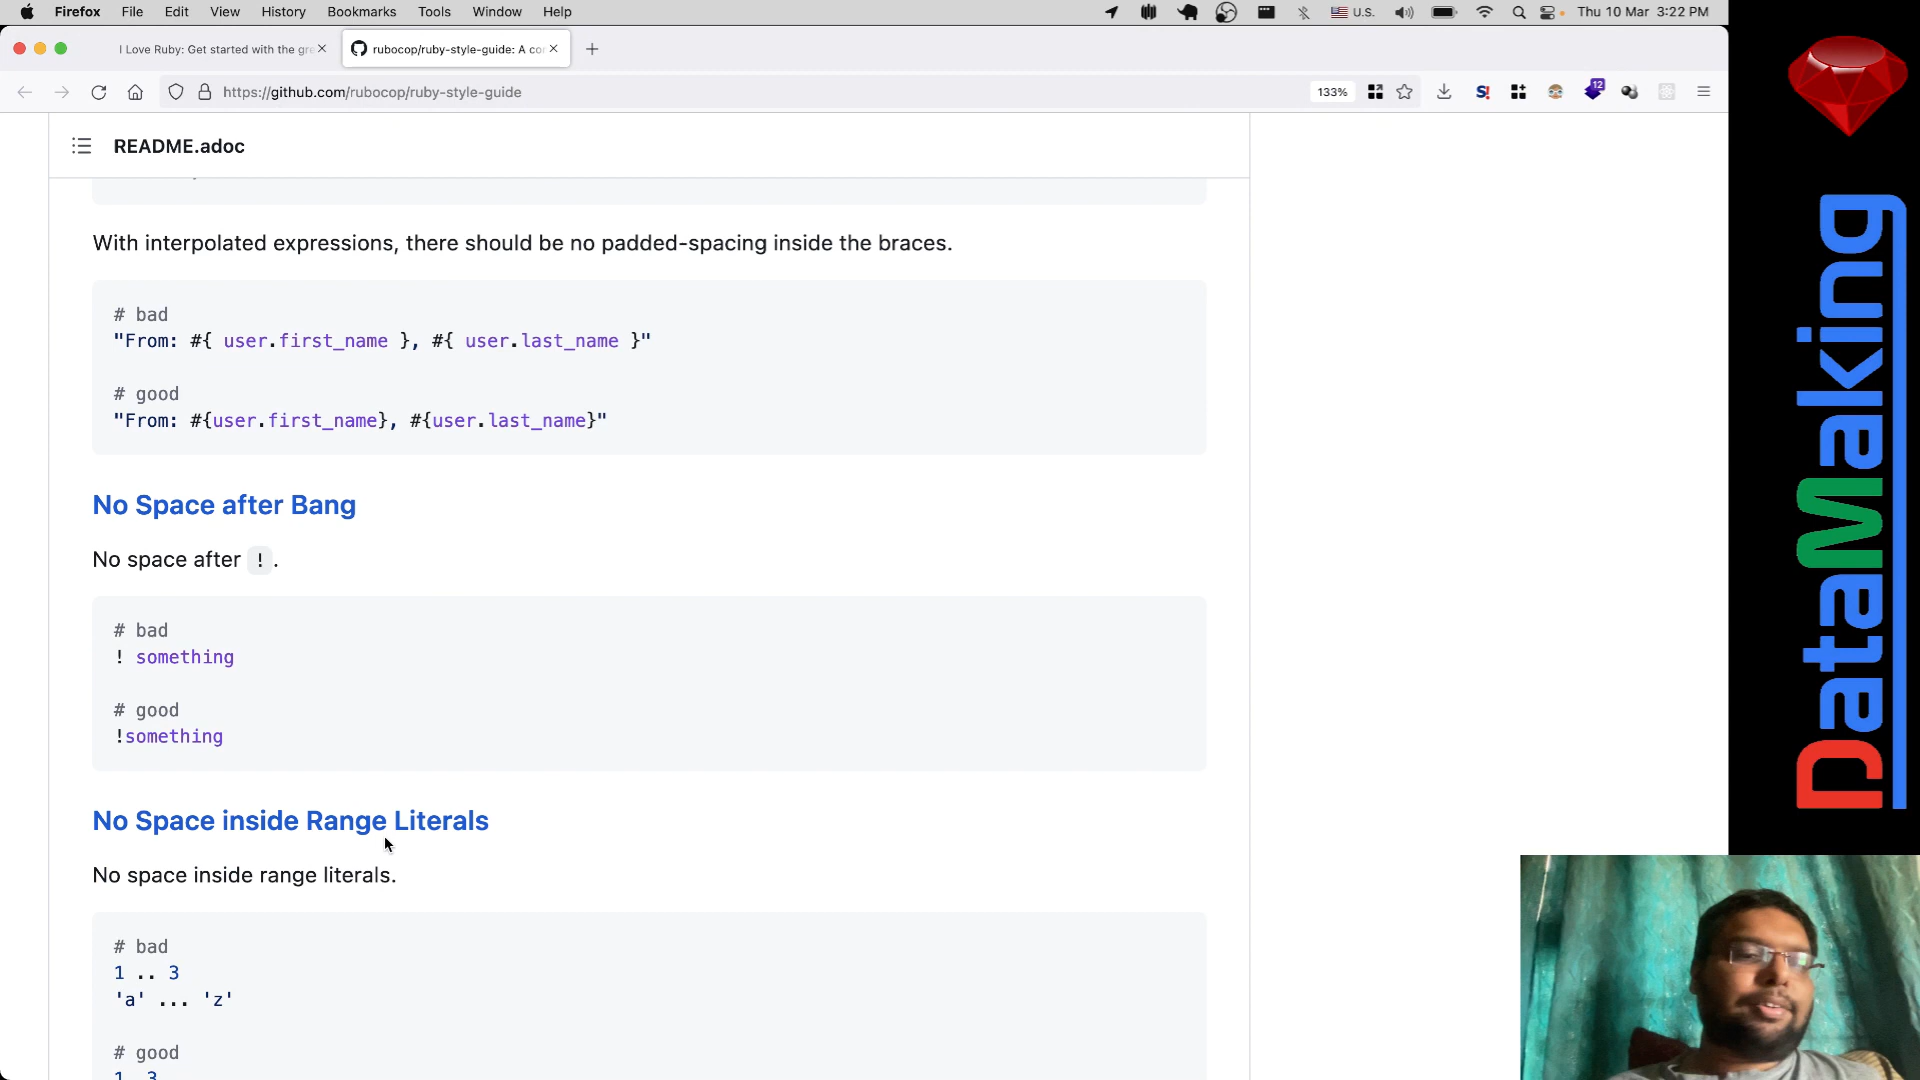 Firefox File Edit View History Bookmarks Tools Window Help U.S. Thu 10 Mar 3:22 PM
I Love Ruby: Get started with the gre rubocop/ruby-style-guide: A co
https://github.com/rubocop/ruby-style-guide 133% S! 12
README.adoc
With interpolated expressions, there should be no padded-spacing inside the braces.
# bad
"From: #{ user.first_name }, #{ user.last_name }"
# good
"From: #{user.first_name}, #{user.last_name}"
No Space after Bang
No space after !.
# bad
! something
# good
!something
No Space inside Range Literals
No space inside range literals.
# bad
1 .. 3
'a' ... 'z'
# good
DataMaking